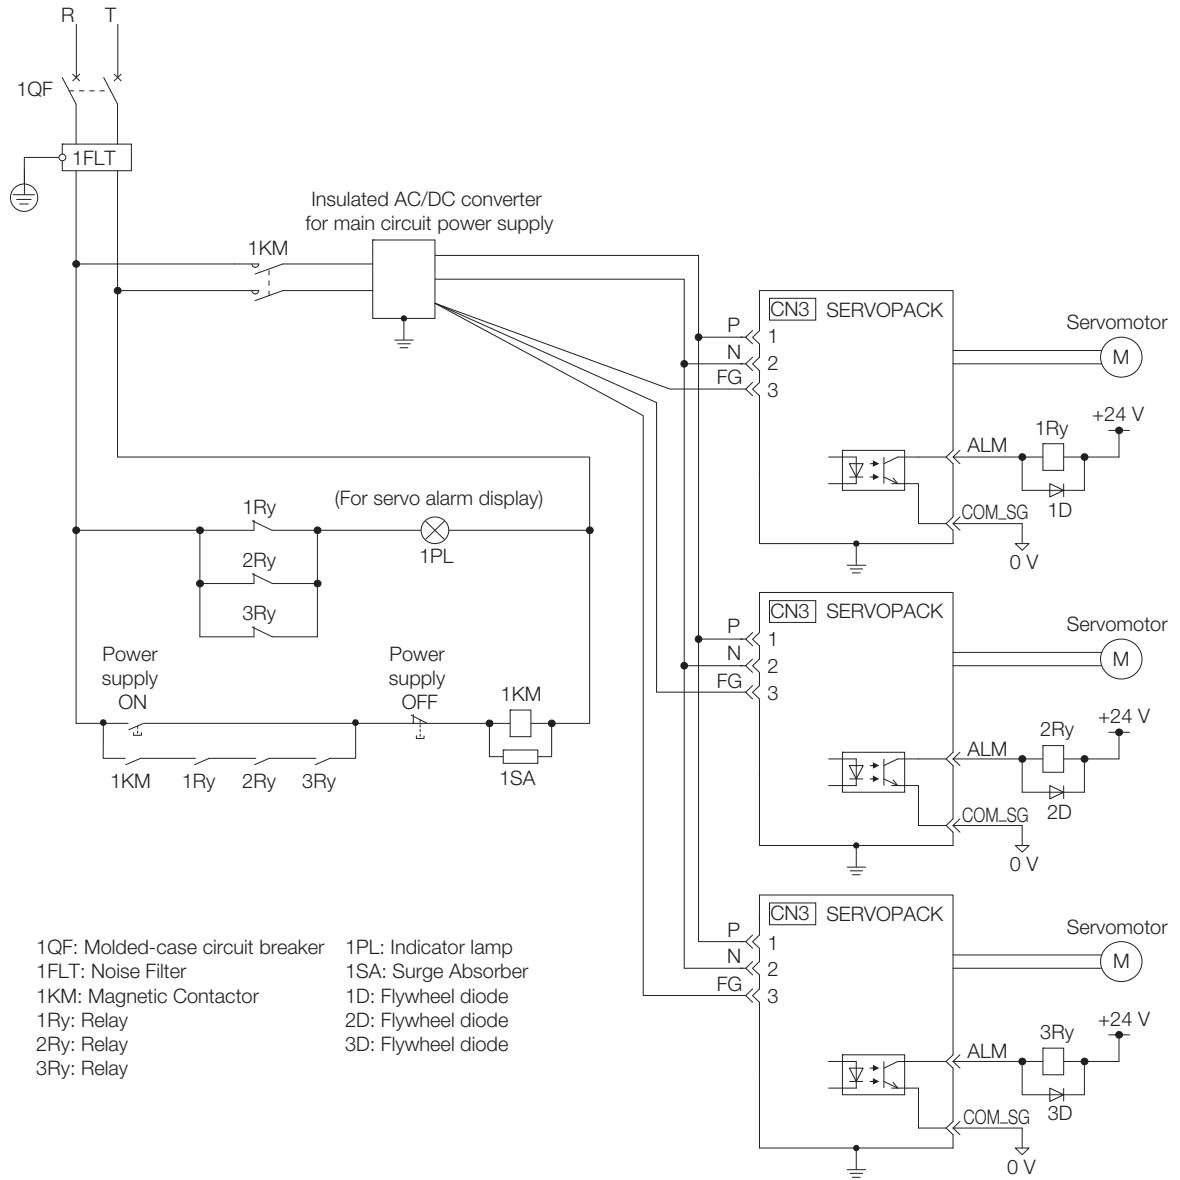 R T
1QF
1FLT
Insulated AC/DC converter
for main circuit power supply
1KM
CN3 SERVOPACK
P 1
N 2
FG 3
Servomotor
M
+24 V
1Ry
ALM
1D
COM_SG
0 V
(For servo alarm display)
1Ry
1PL
2Ry
3Ry
Power
supply
ON
Power
supply
OFF
1KM
1SA
1KM 1Ry 2Ry 3Ry
CN3 SERVOPACK
P 1
N 2
FG 3
Servomotor
M
+24 V
2Ry
ALM
2D
COM_SG
0 V
CN3 SERVOPACK
P 1
N 2
FG 3
Servomotor
M
+24 V
3Ry
ALM
3D
COM_SG
0 V
1QF: Molded-case circuit breaker
1FLT: Noise Filter
1KM: Magnetic Contactor
1Ry: Relay
2Ry: Relay
3Ry: Relay
1PL: Indicator lamp
1SA: Surge Absorber
1D: Flywheel diode
2D: Flywheel diode
3D: Flywheel diode